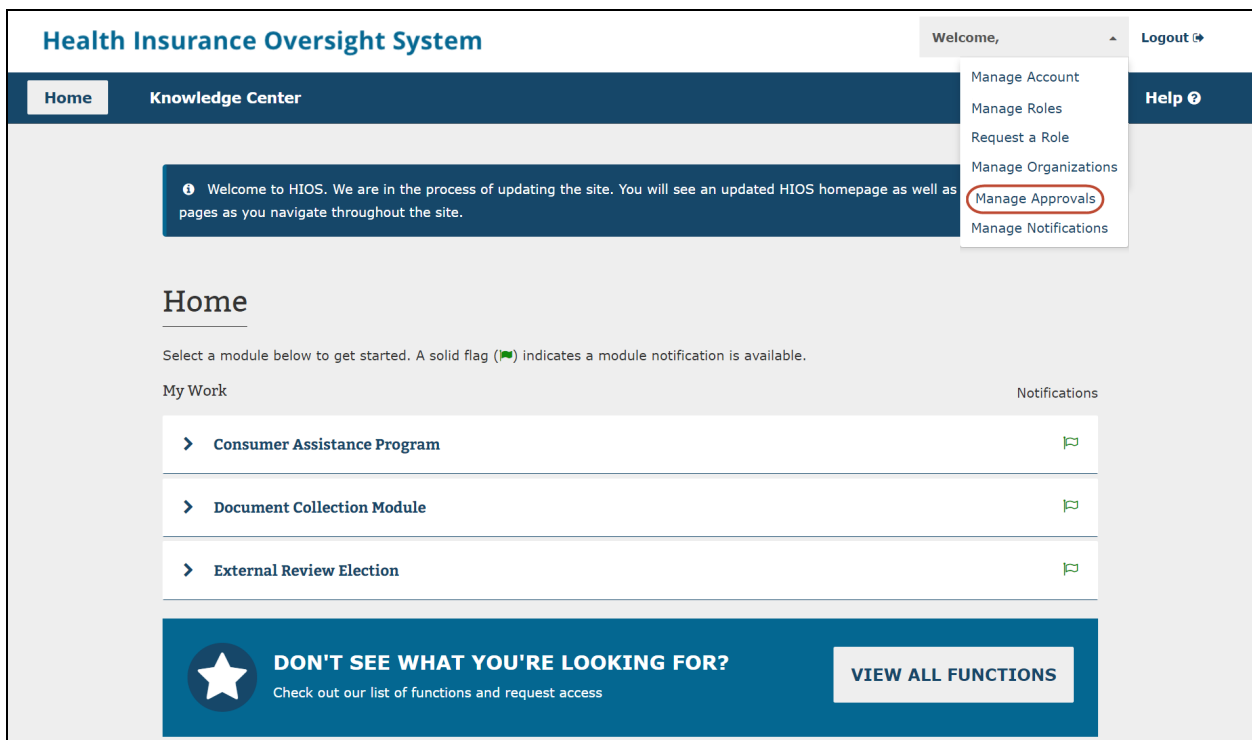 Health Insurance Oversight System
Welcome,
Logout
Manage Account
Manage Roles
Request a Role
Manage Organizations
Manage Approvals
Manage Notifications
Home
Knowledge Center
Help
Welcome to HIOS. We are in the process of updating the site. You will see an updated HIOS homepage as well as
pages as you navigate throughout the site.
Home
Select a module below to get started. A solid flag () indicates a module notification is available.
My Work
Notifications
Consumer Assistance Program
Document Collection Module
External Review Election
DON'T SEE WHAT YOU'RE LOOKING FOR?
Check out our list of functions and request access
VIEW ALL FUNCTIONS